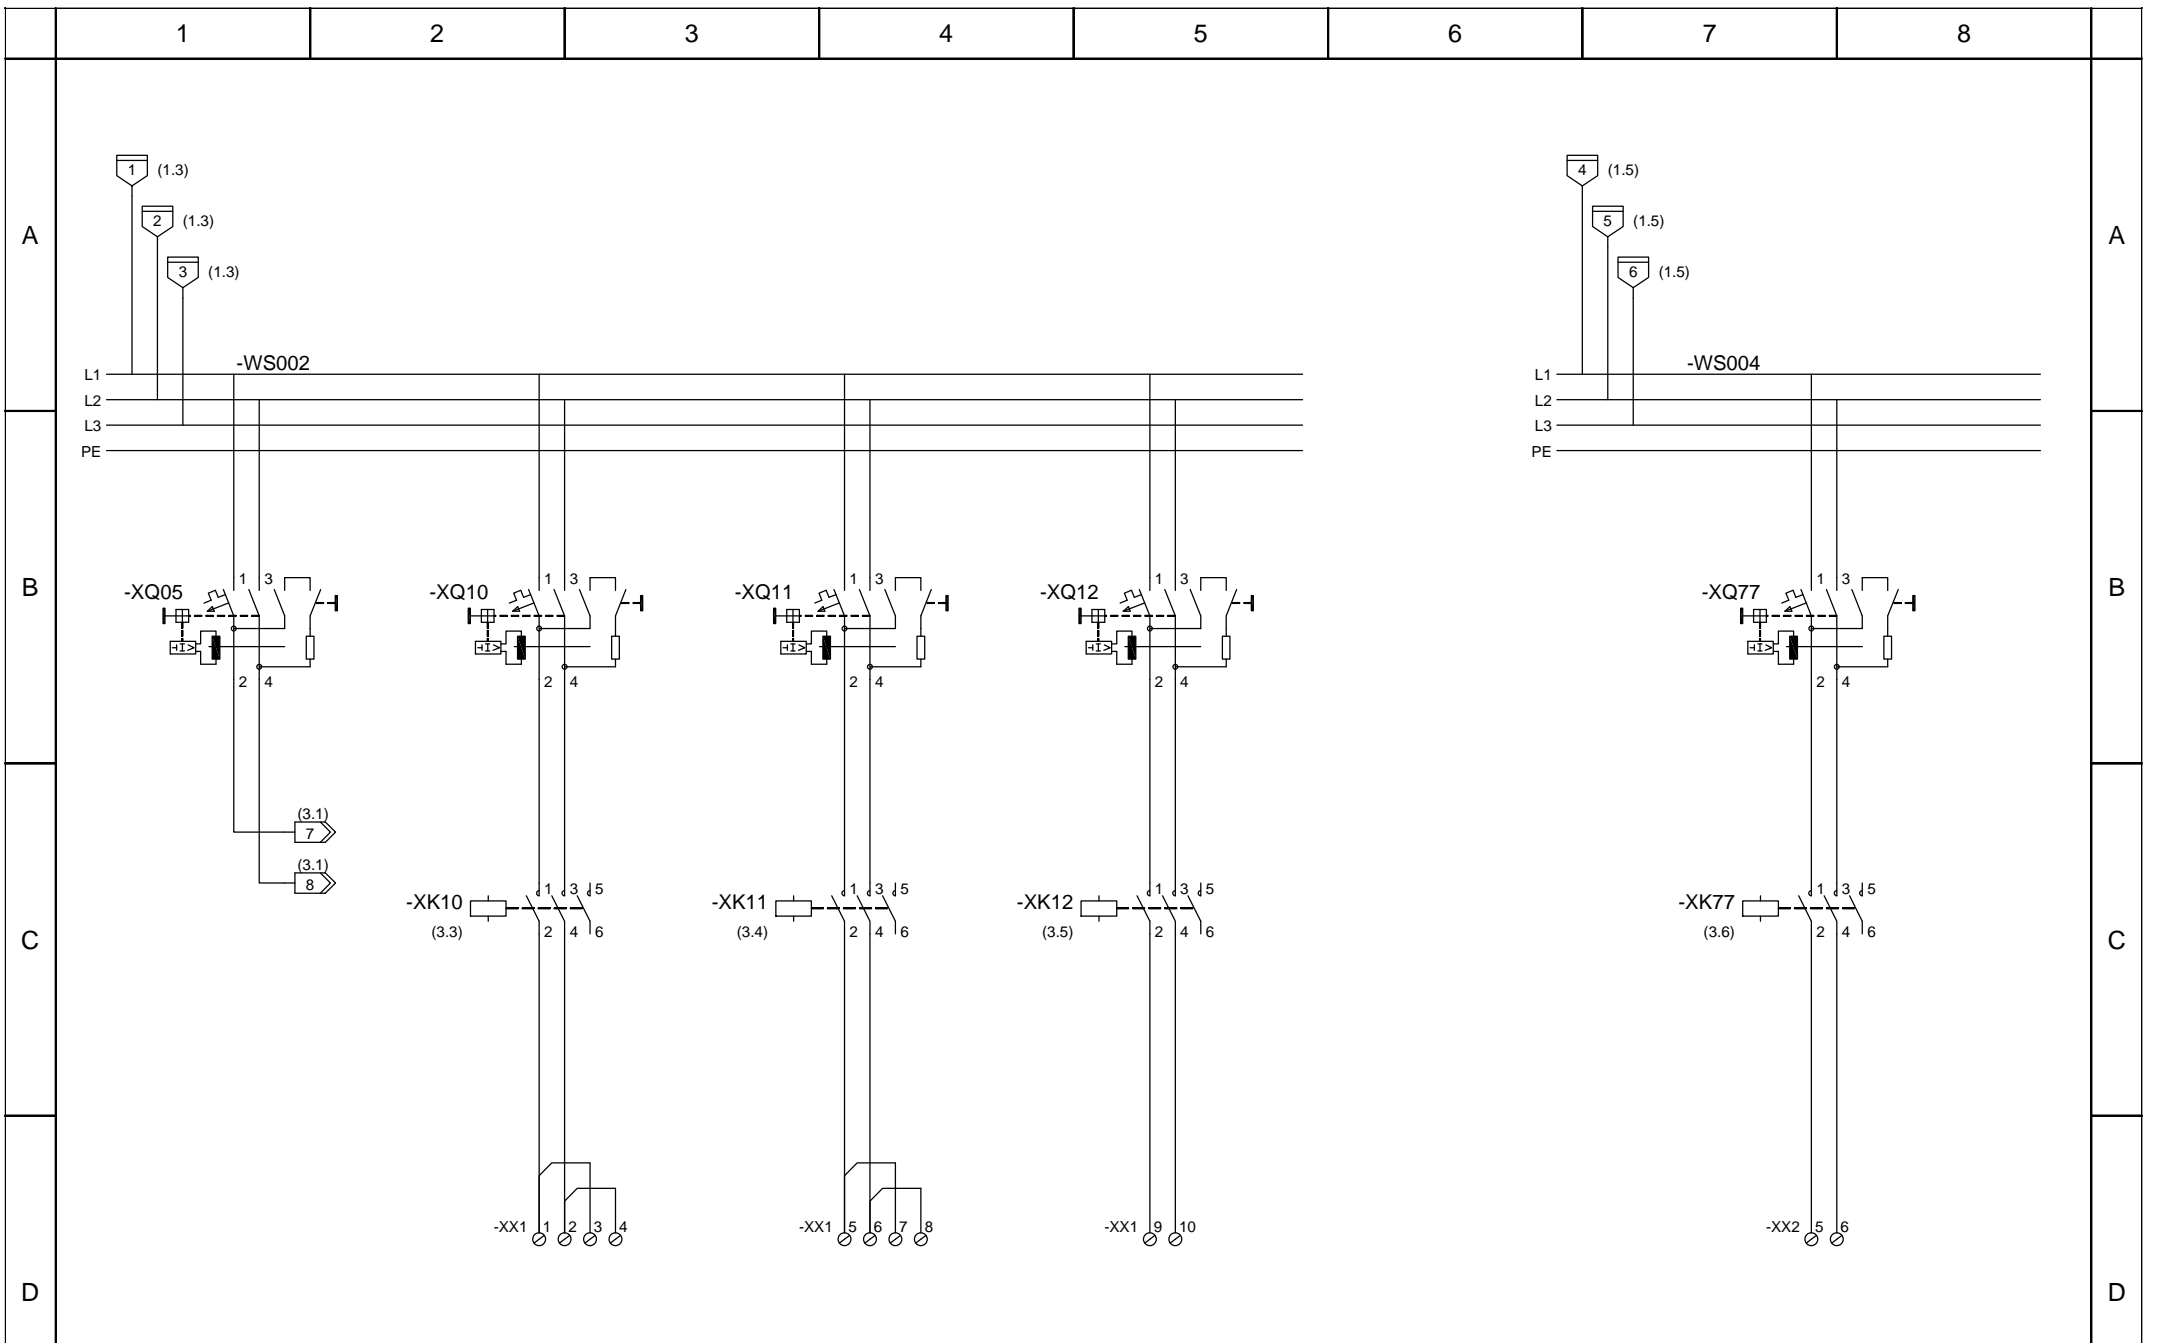 1 2 3 4 5 6 7 8
1 (1.3) 4 (1.5)
2 (1.3) 5 (1.5)
A A
3 (1.3) 6 (1.5)
-WS002 -WS004
L1 L1
L2 L2
L3 L3
PE PE
1 3 1 3 1 3 1 3 1 3
B -XQ05 -XQ10 -XQ11 -XQ12 -XQ77 B
I> I> I> I> I>
2 4 2 4 2 4 2 4 2 4
(3.1)
7
(3.1)
8
1 3 5 1 3 5 1 3 5 1 3 5
-XK10 -XK11 -XK12 -XK77
(3.3) 2 4 6 (3.4) 2 4 6 (3.5) 2 4 6 (3.6) 2 4 6
C C
-XX1 1 2 3 4 -XX1 5 6 7 8 -XX1 9 10 -XX2 5 6
D D